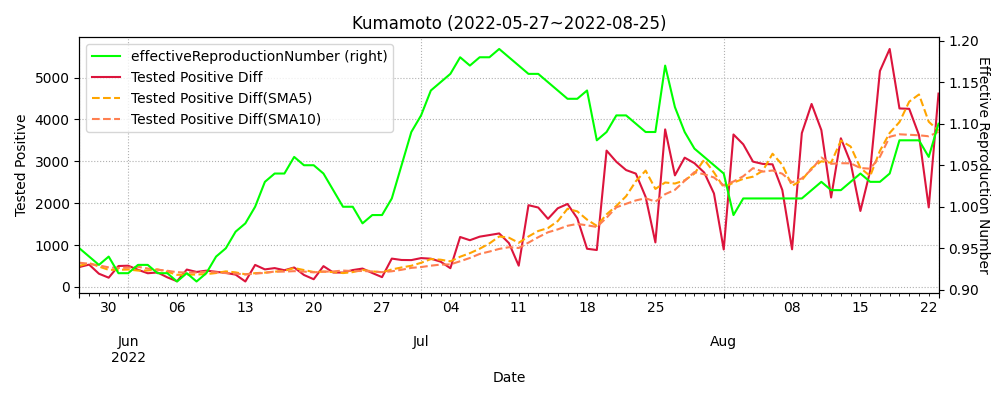 Kumamoto (2022-05-27~2022-08-25)
effectiveReproductionNumber (right)
Tested Positive Diff
Tested Positive Diff(SMA5)
Tested Positive Diff(SMA10)
Tested Positive
5000
4000
3000
2000
1000
0
1.20
1.15
1.10
1.05
1.00
0.95
0.90
Effective Reproduction Number
30 06 13 20 27 04 11 18 25 08 15 22
Jun Jul Aug
2022
Date